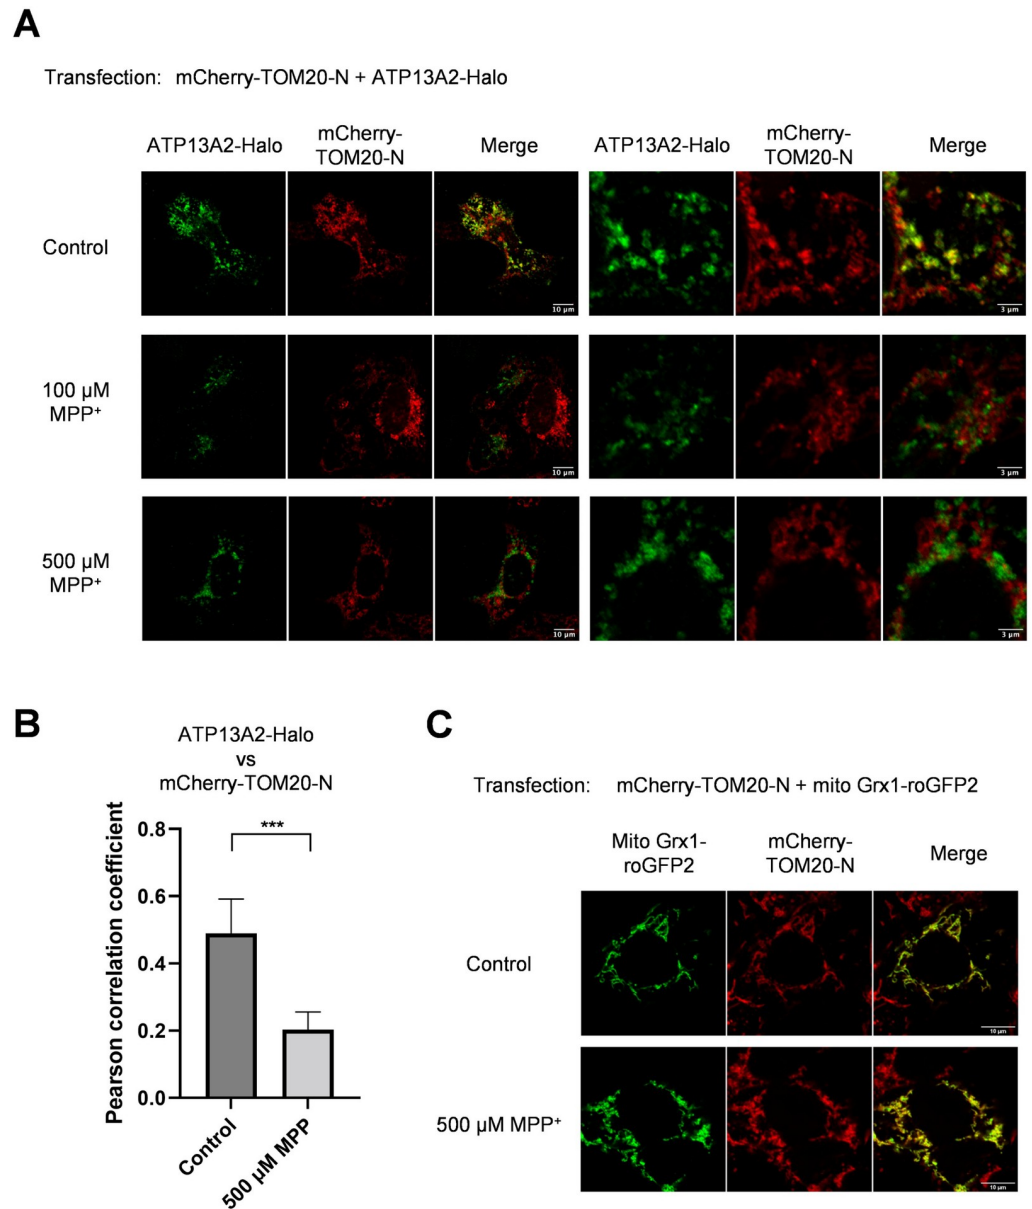 A
Transfection: mCherry-TOM20-N + ATP13A2-Halo
ATP13A2-Halo
mCherry-
TOM20-N
Merge
ATP13A2-Halo
mCherry-
TOM20-N
Merge
Control
10 µm
3 µm
100 µM
MPP⁺
10 µm
3 µm
500 µM
MPP⁺
10 µm
3 µm
B
ATP13A2-Halo
vs
mCherry-TOM20-N
Pearson correlation coefficient
0.8
0.6
0.4
0.2
0.0
***
Control
500 µM MPP
C
Transfection: mCherry-TOM20-N + mito Grx1-roGFP2
Mito Grx1-
roGFP2
mCherry-
TOM20-N
Merge
Control
10 µm
500 µM MPP⁺
10 µm